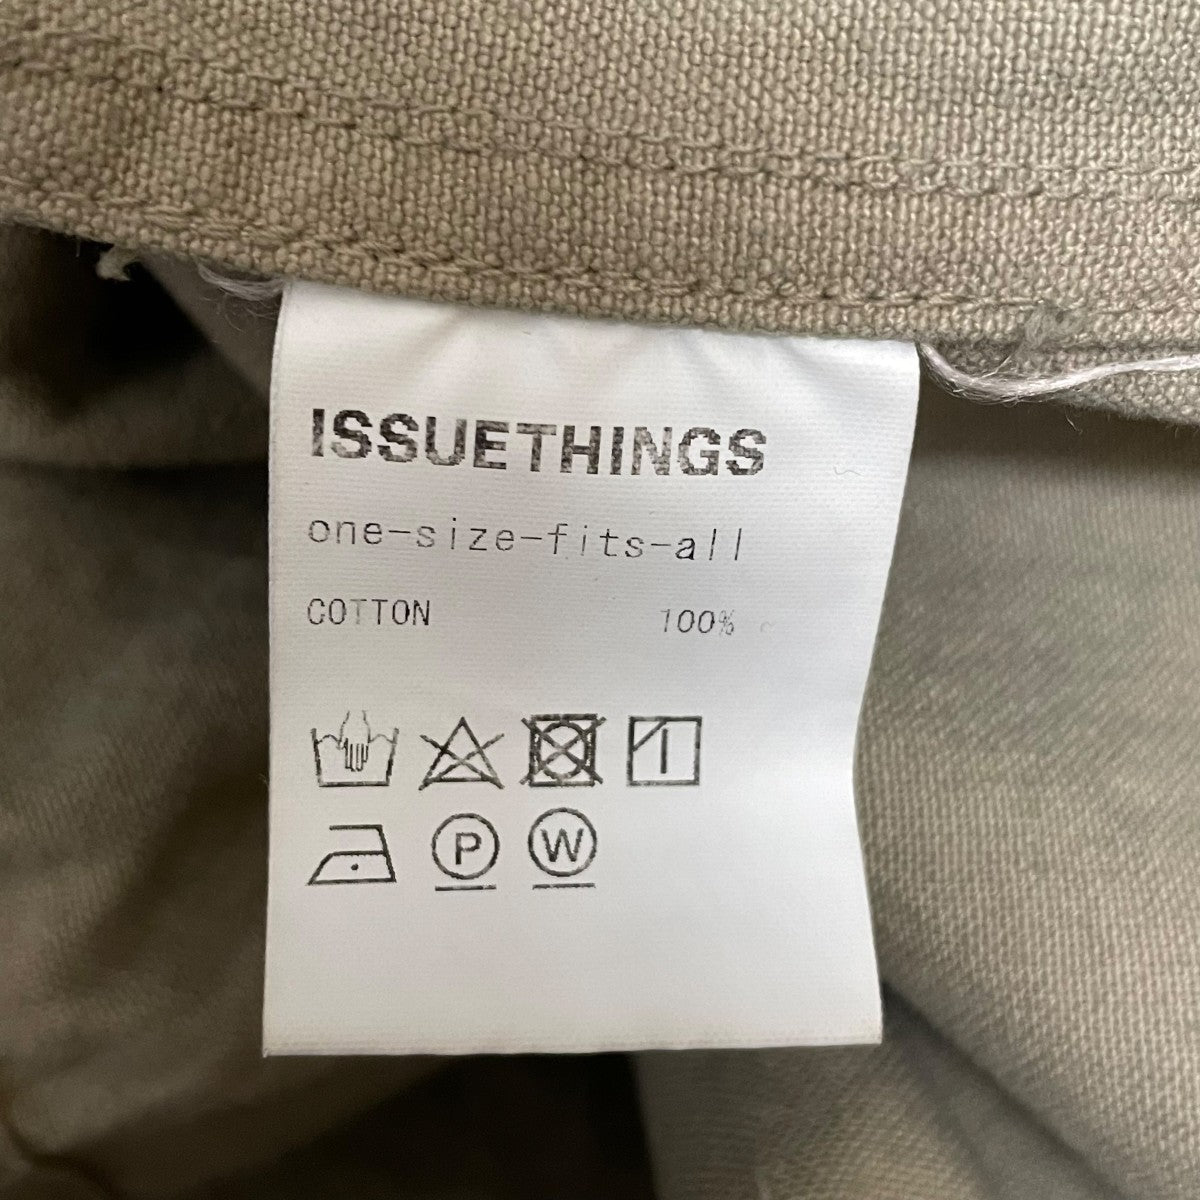 ISSUETHINGS
one-size-fits-all
COTTON 100%
P W